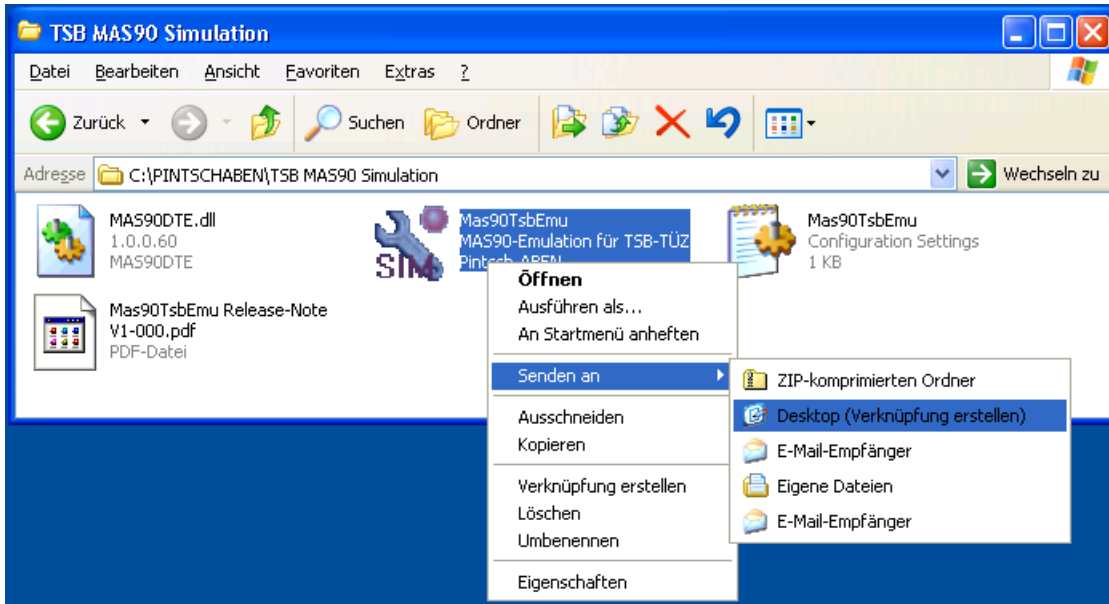 TSB MAS90 Simulation
Datei Bearbeiten Ansicht Favoriten Extras ?
Zurück Suchen Ordner
Adresse C:\PINTSCHABEN\TSB MAS90 Simulation Wechseln zu
MAS90DTE.dll
1.0.0.60
MAS90DTE
SIM
Mas90TsbEmu
MAS90-Emulation für TSB-TÜZ
Pintsch-ABEN
Mas90TsbEmu
Configuration Settings
1 KB
Mas90TsbEmu Release-Note
V1-000.pdf
PDF-Datei
Öffnen
Ausführen als...
An Startmenü anheften
Senden an
Ausschneiden
Kopieren
Verknüpfung erstellen
Löschen
Umbenennen
Eigenschaften
ZIP-komprimierten Ordner
Desktop (Verknüpfung erstellen)
E-Mail-Empfänger
Eigene Dateien
E-Mail-Empfänger